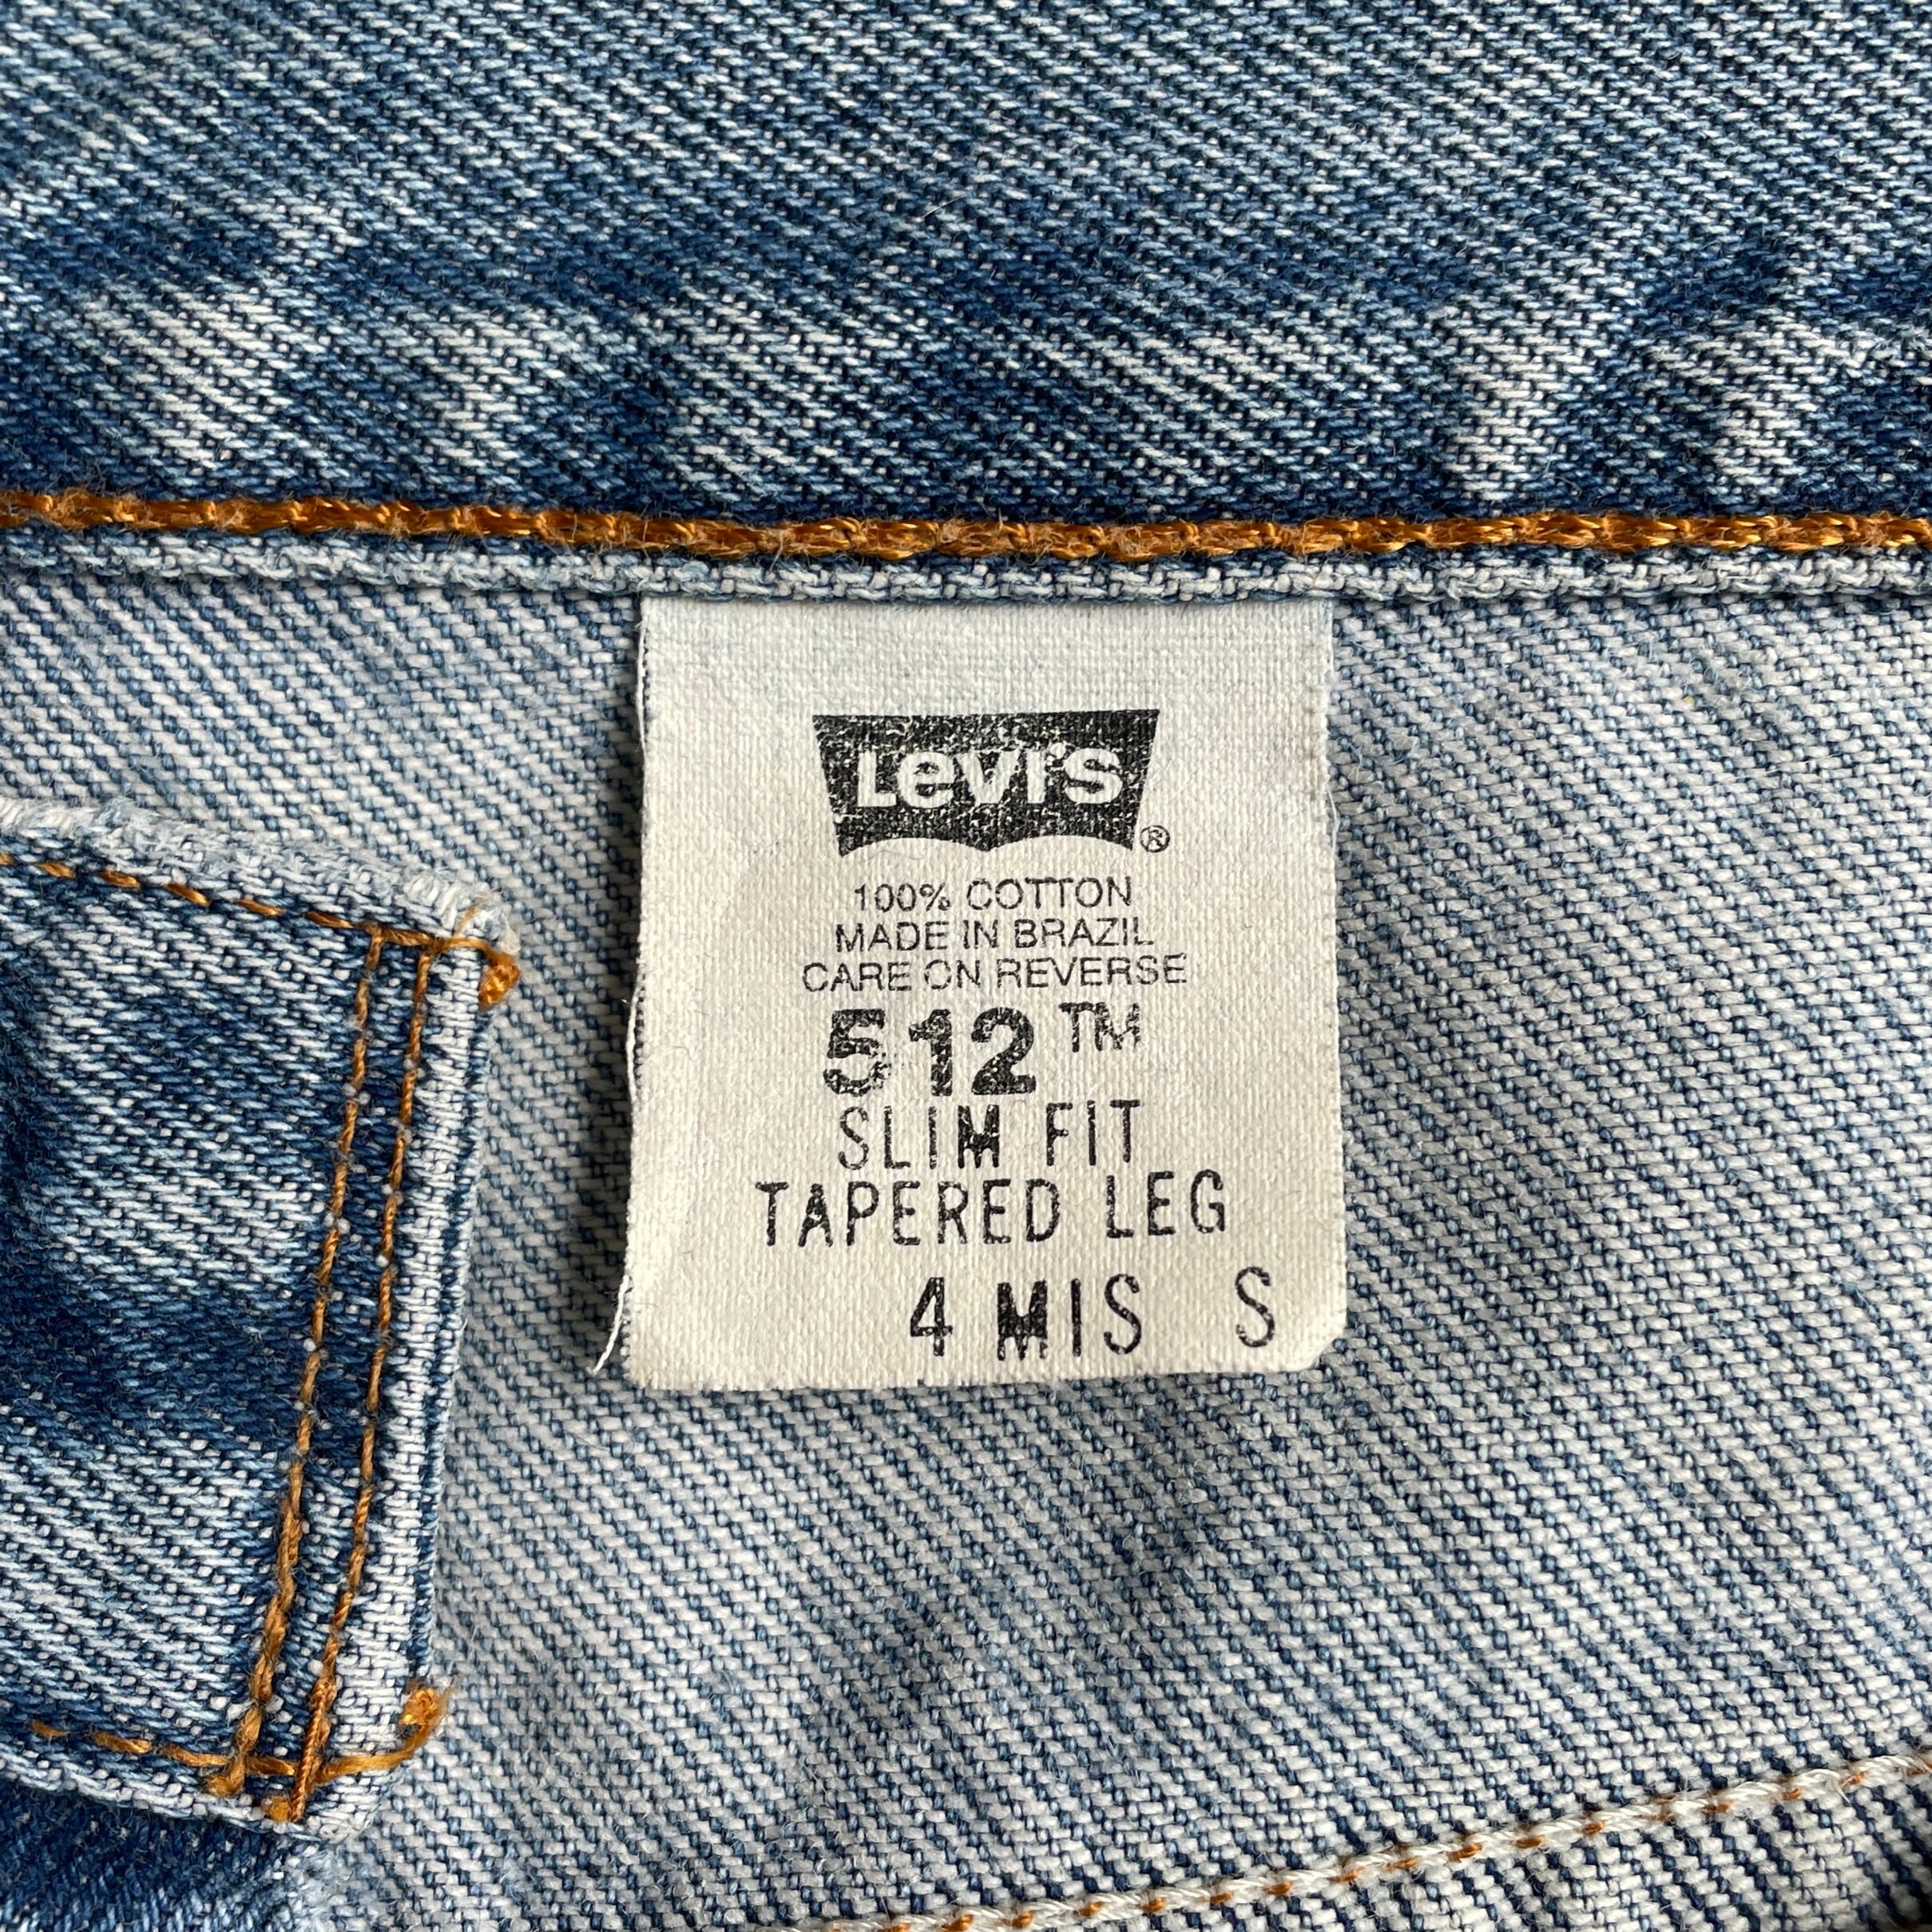 Levi's®
100% COTTON
MADE IN BRAZIL
CARE ON REVERSE
512™
SLIM FIT
TAPERED LEG
4 MIS S